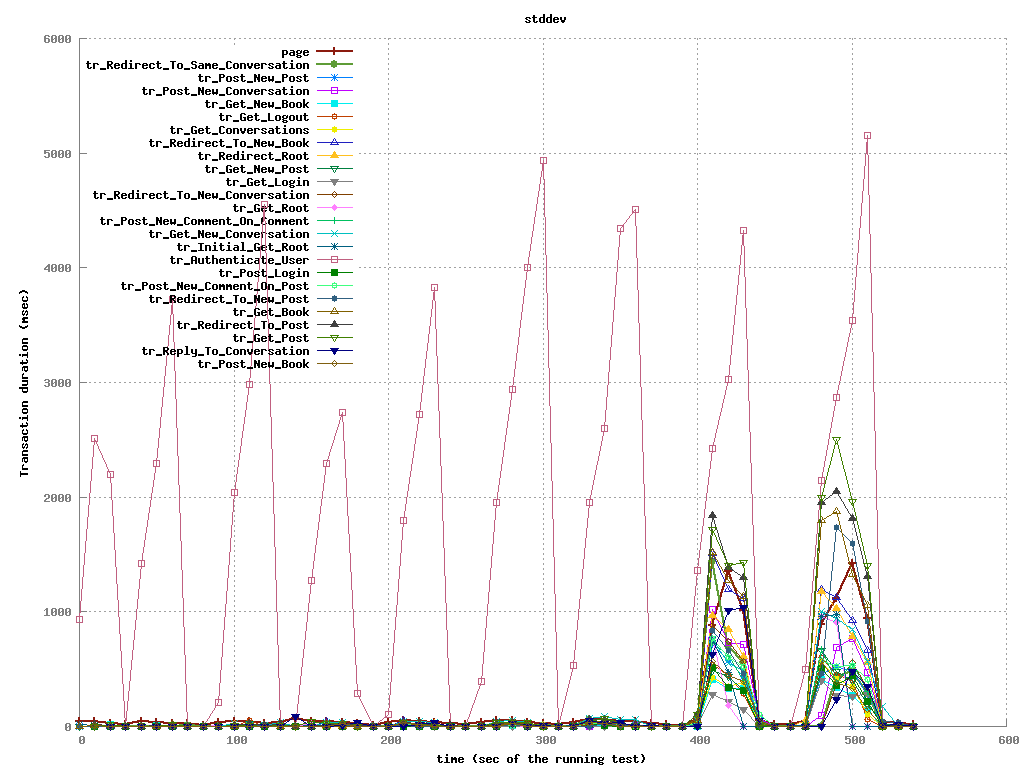 stddev
6000
5000
4000
3000
2000
1000
0
page
tr_Redirect_To_Same_Conversation
tr_Post_New_Post
tr_Post_New_Conversation
tr_Get_New_Book
tr_Get_Logout
tr_Get_Conversations
tr_Redirect_To_New_Book
tr_Redirect_Root
tr_Get_New_Post
tr_Get_Login
tr_Redirect_To_New_Conversation
tr_Get_Root
tr_Post_New_Comment_On_Comment
tr_Get_New_Conversation
tr_Initial_Get_Root
tr_Authenticate_User
tr_Post_Login
tr_Post_New_Comment_On_Post
tr_Redirect_To_New_Post
tr_Get_Book
tr_Redirect_To_Post
tr_Get_Post
tr_Reply_To_Conversation
tr_Post_New_Book
Transaction duration (msec)
0 100 200 300 400 500 600
time (sec of the running test)